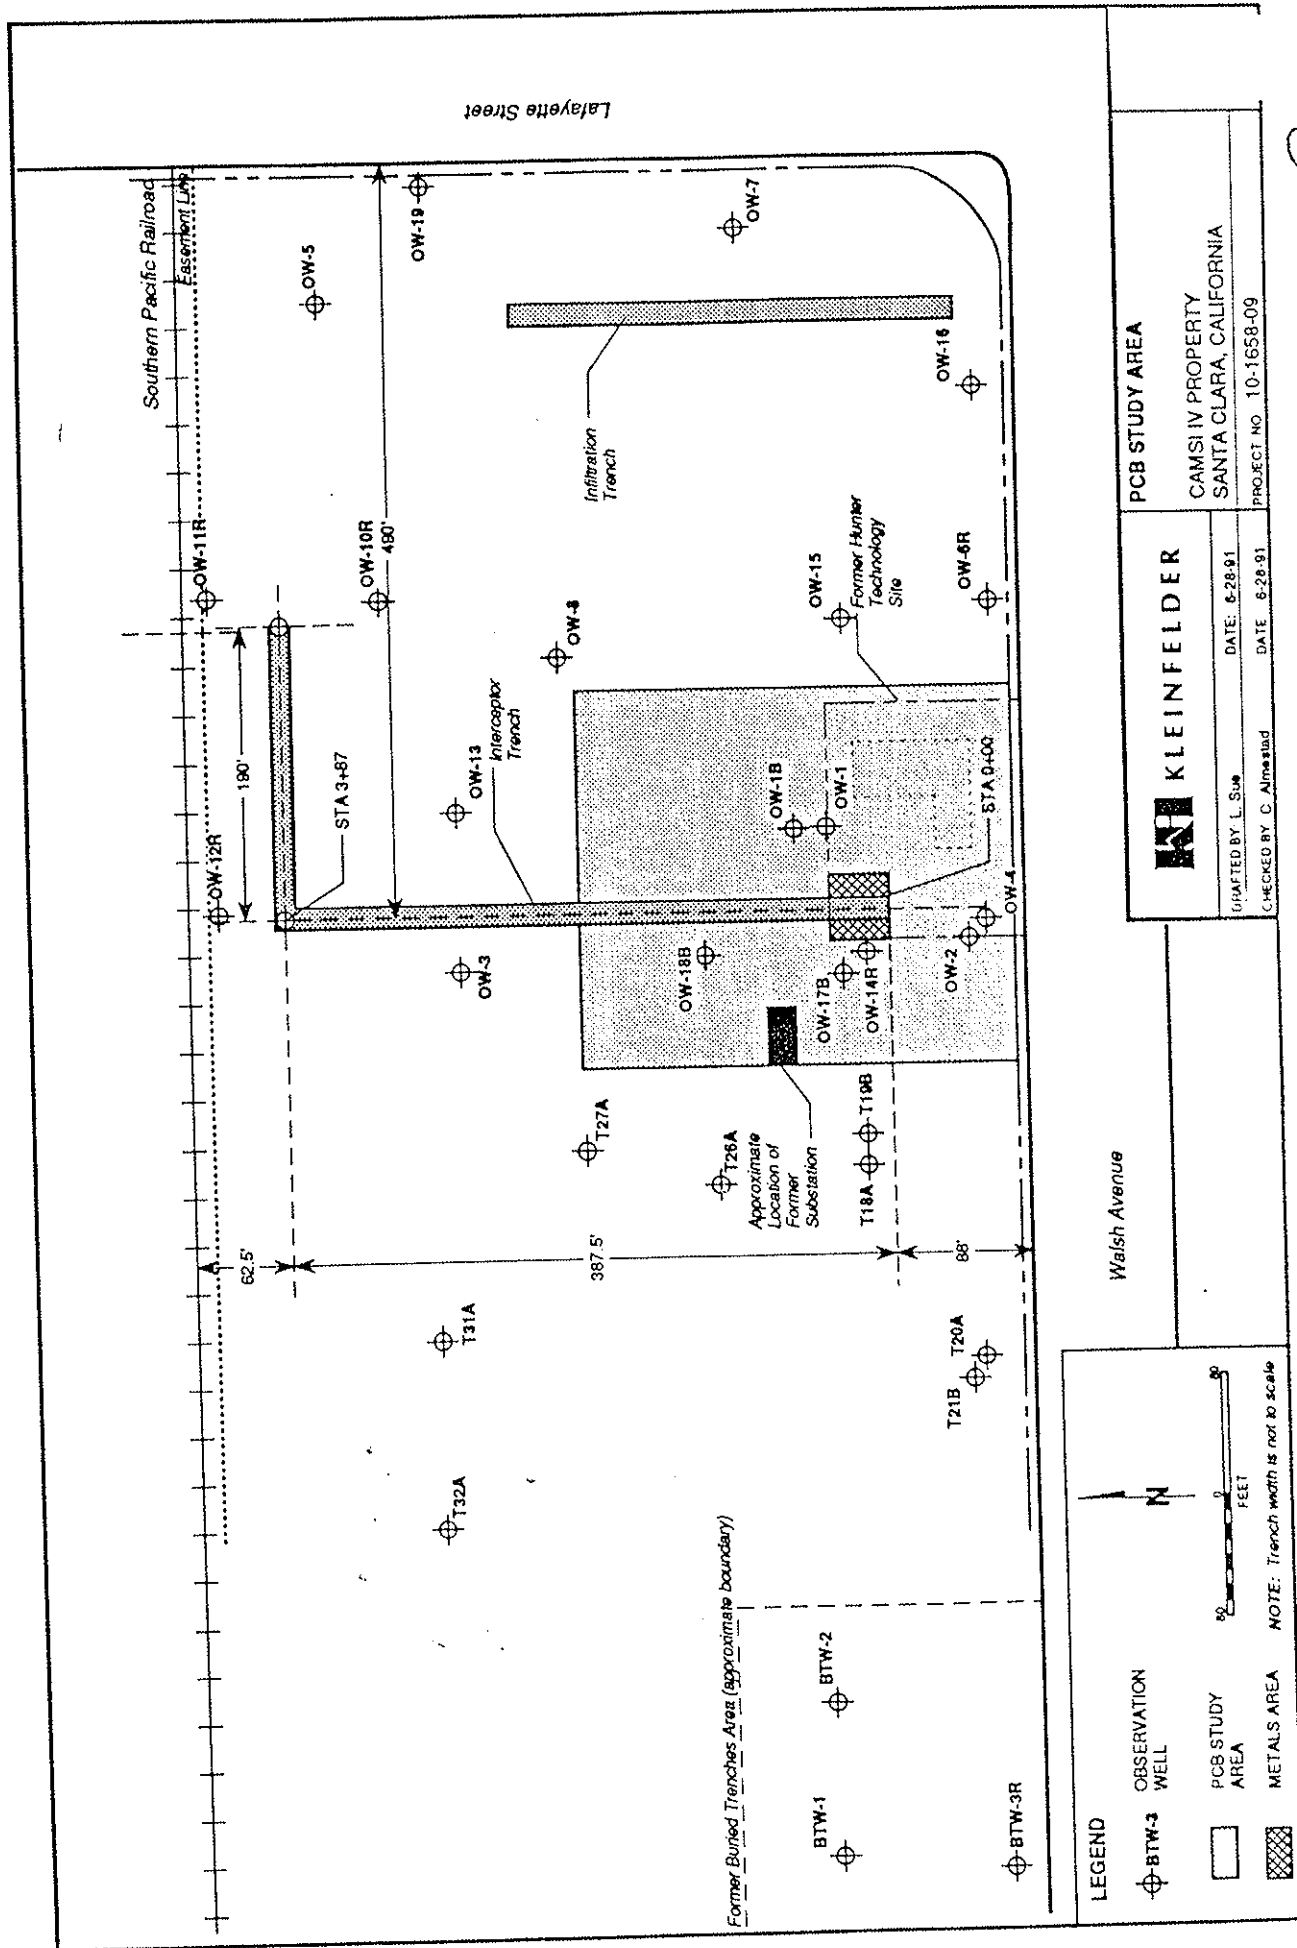 Lafayette Street
Southern Pacific Railroad
Easement Line
OW-5
OW-19
OW-7
OW-11R
OW-10R
490'
Infiltration
Trench
OW-16
OW-12R
190'
OW-8
OW-15
Former Hunter
Technology
Site
OW-6R
STA 3+87
OW-13
Interceptor
Trench
OW-1B
OW-1
STA 0+00
OW-3
OW-18B
OW-17B
OW-14R
OW-2
OW-4
T27A
T26A
T19B
T18A
Approximate
Location of
Former
Substation
62.5'
387.5'
88'
Walsh Avenue
T31A
T20A
T21B
T32A
Former Buried Trenches Area (approximate boundary)
BTW-2
BTW-1
BTW-3R
LEGEND
BTW-3
OBSERVATION
WELL
PCB STUDY
AREA
METALS AREA
N
80 0 80
FEET
NOTE: Trench width is not to scale
KLEINFELDER
DRAFTED BY L. Sue DATE: 6-28-91
CHECKED BY C. Almestad DATE 6-28-91
PCB STUDY AREA
CAMSI IV PROPERTY
SANTA CLARA, CALIFORNIA
PROJECT NO 10-1658-09